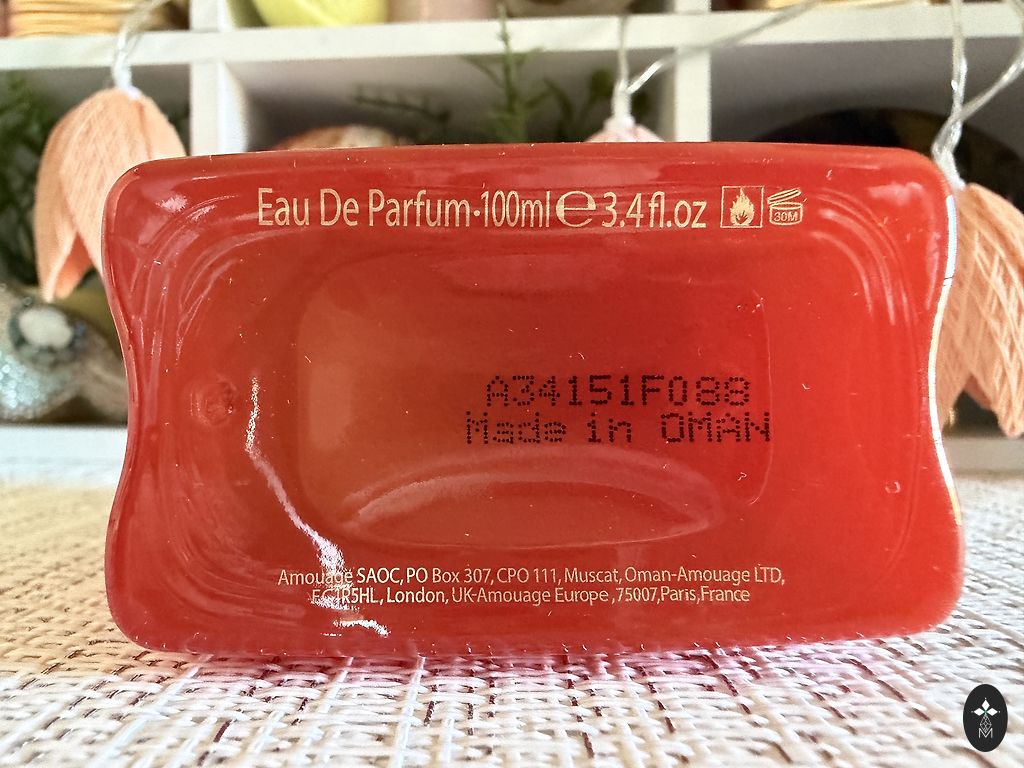 Eau De Parfum·100ml ℮ 3.4fl.oz 30M
A34151F088
Made in OMAN
Amouage SAOC, PO Box 307, CPO 111, Muscat, Oman-Amouage LTD,
EC1R5HL, London, UK-Amouage Europe ,75007,Paris,France
M